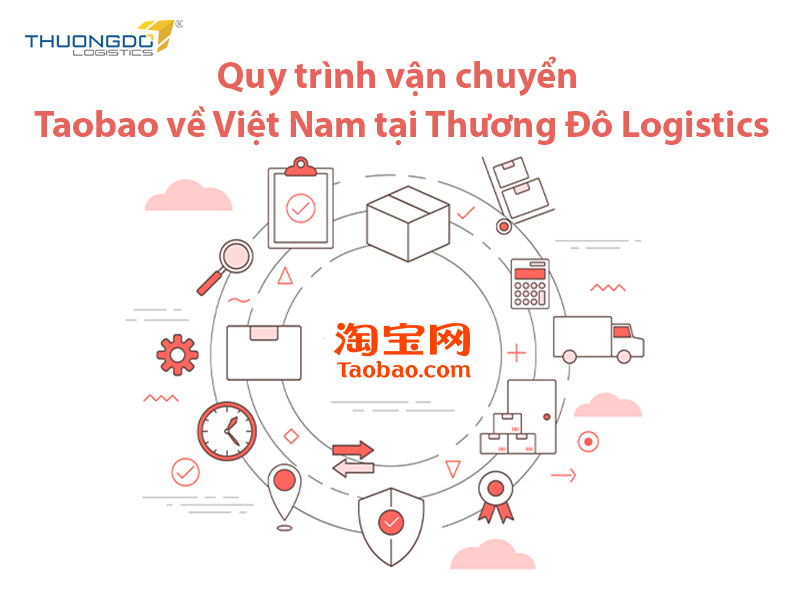 THUONGDO
LOGISTICS
®
Quy trình vận chuyển
Taobao về Việt Nam tại Thương Đô Logistics
淘宝网
Taobao.com